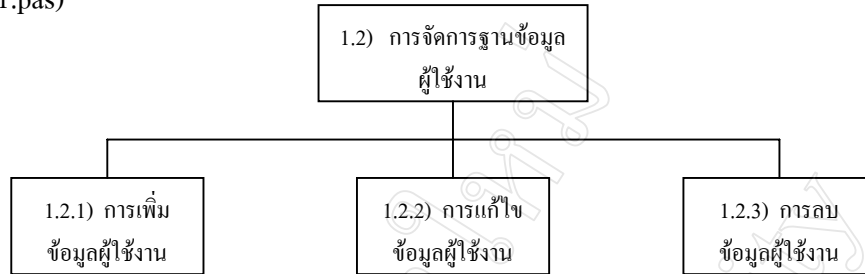 .pas)
1.2) การจัดการฐานข้อมูล
ผู้ใช้งาน
1.2.1) การเพิ่ม
ข้อมูลผู้ใช้งาน
1.2.2) การแก้ไข
ข้อมูลผู้ใช้งาน
1.2.3) การลบ
ข้อมูลผู้ใช้งาน